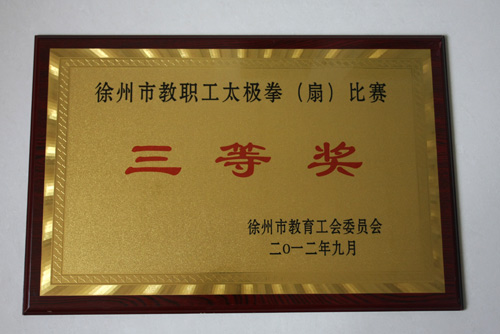 徐州市教职工太极拳（扇）比赛
三等奖
徐州市教育工会委员会
二0一二年九月